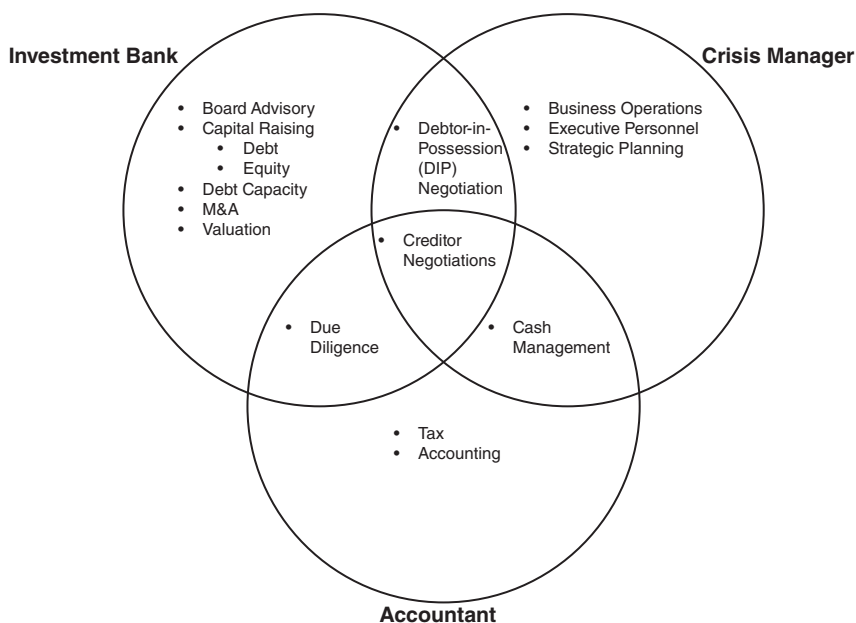 Investment Bank
Crisis Manager
• Board Advisory
• Capital Raising
• Debt
• Equity
• Debt Capacity
• M&A
• Valuation
• Debtor-in-
Possession
(DIP)
Negotiation
• Business Operations
• Executive Personnel
• Strategic Planning
• Creditor
Negotiations
• Due
Diligence
• Cash
Management
• Tax
• Accounting
Accountant